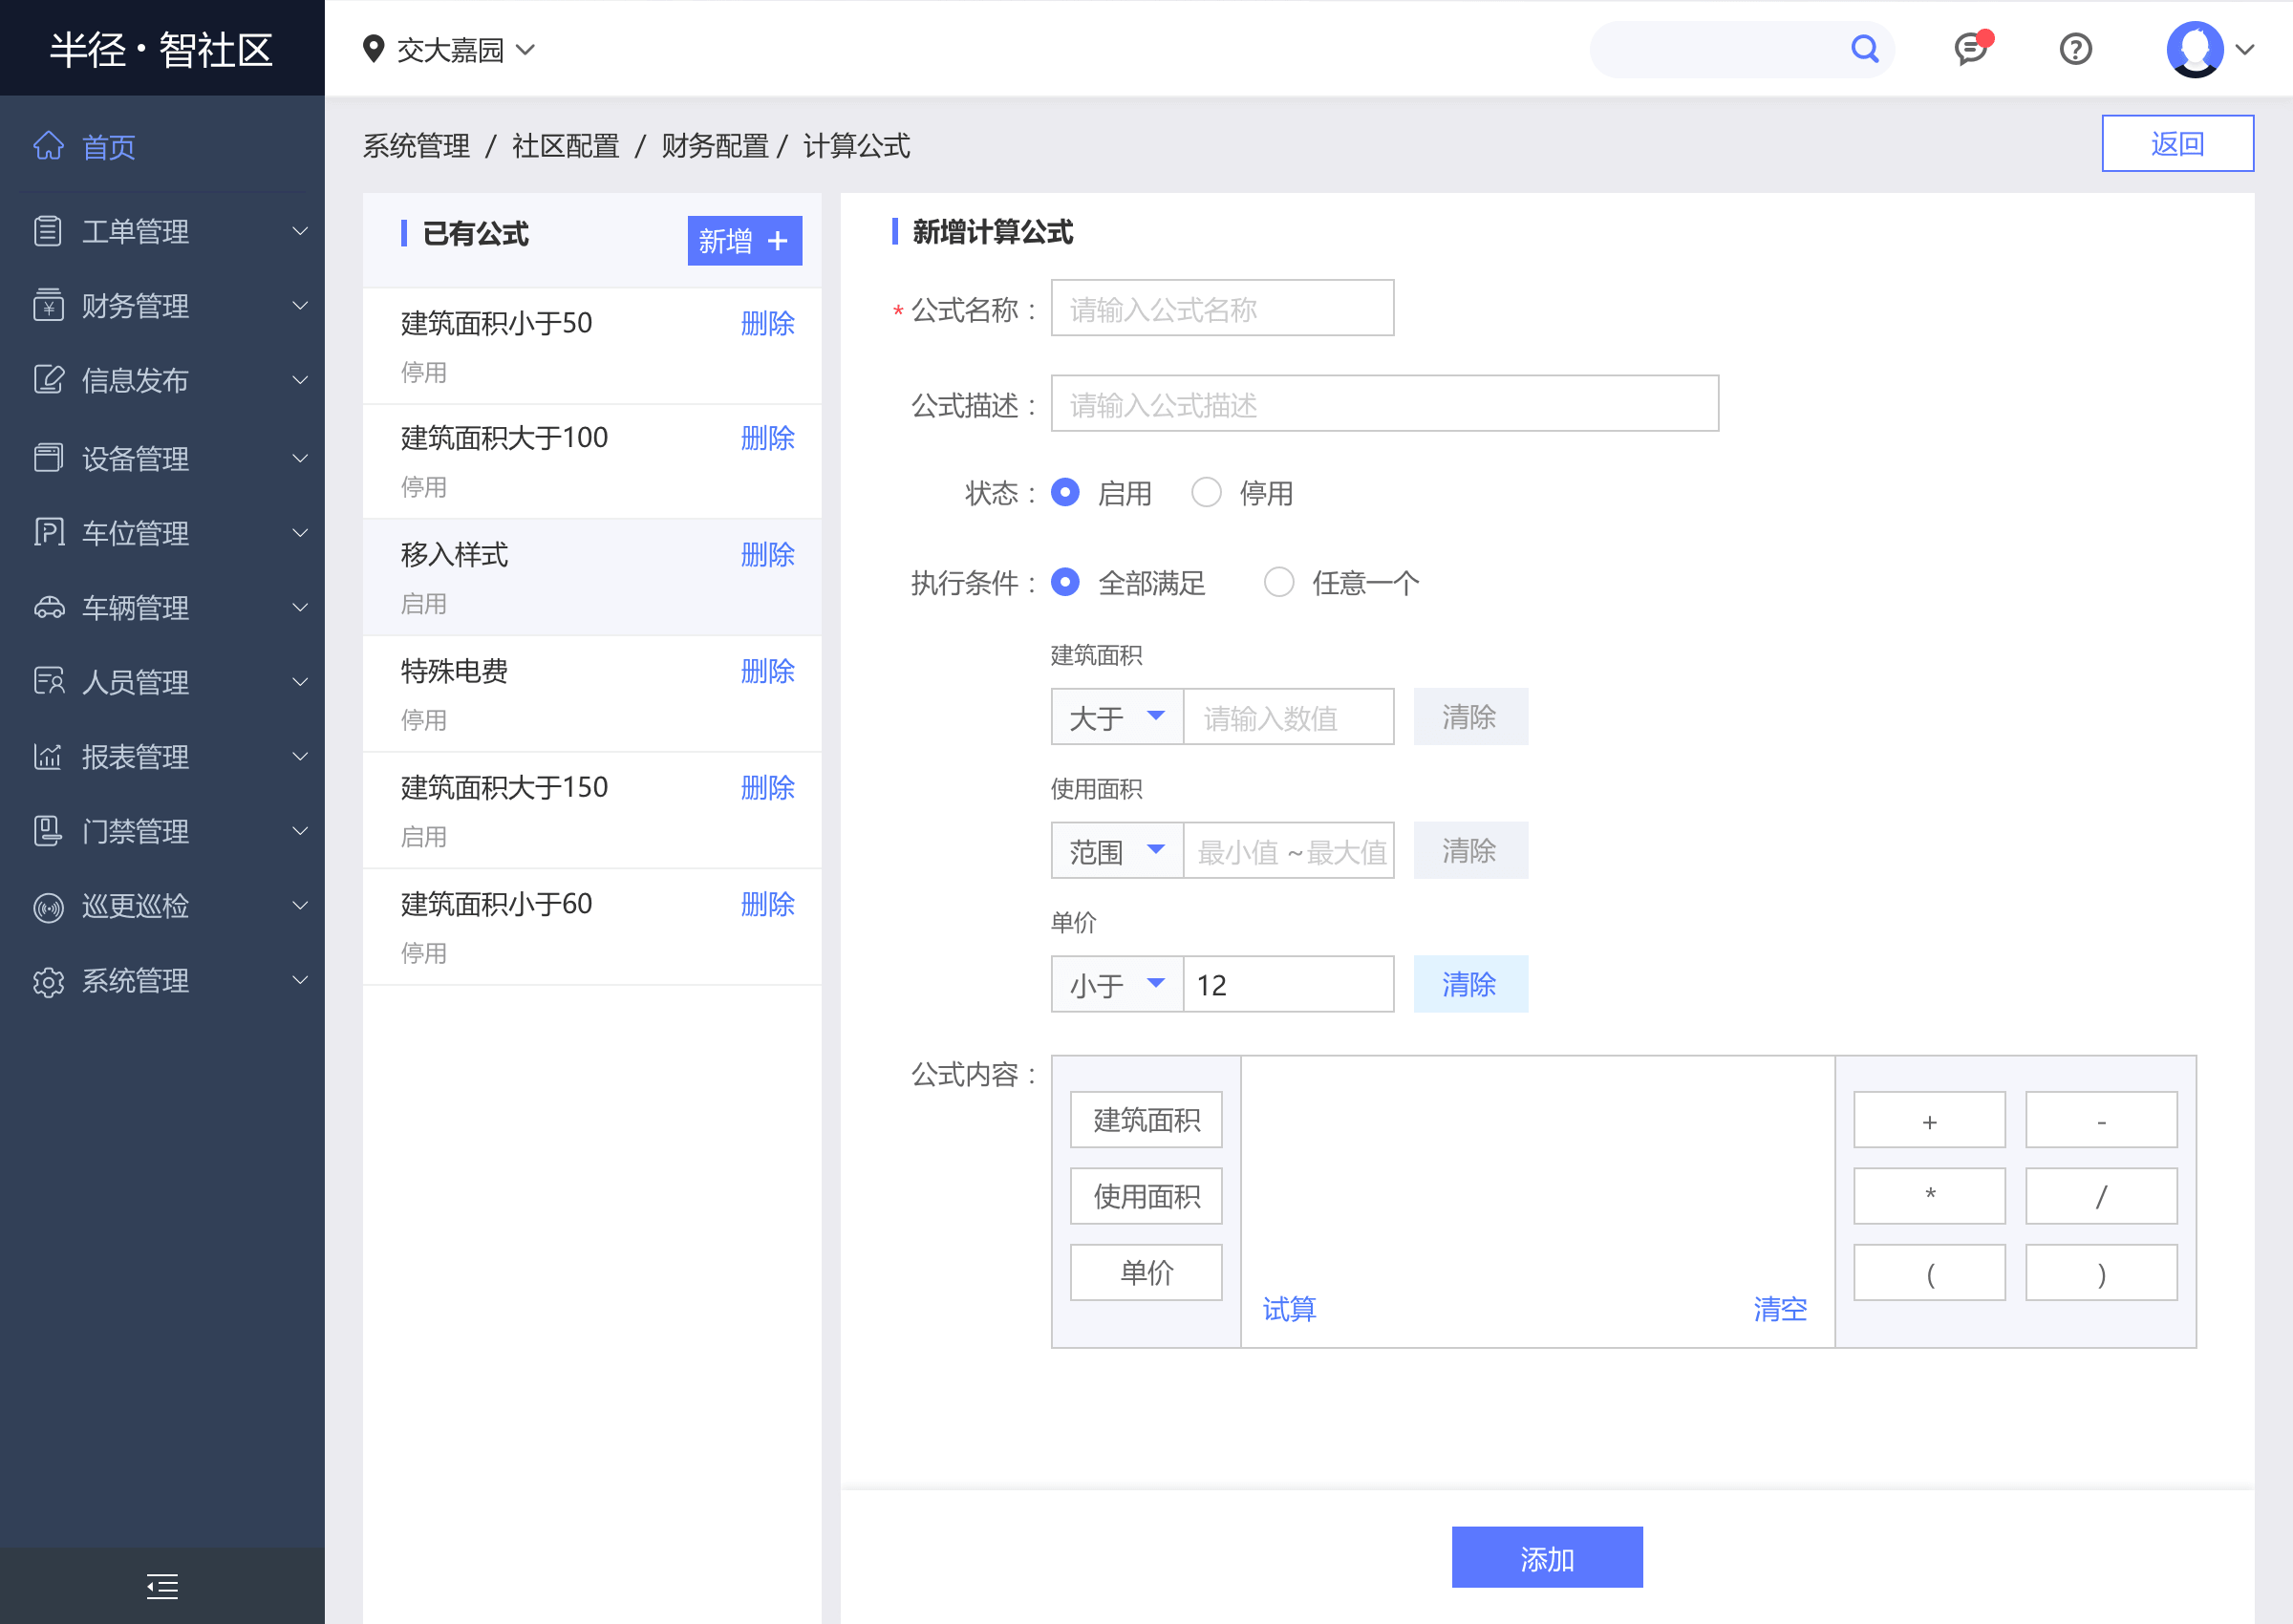 半径·智社区
交大嘉园
首页
工单管理
财务管理
信息发布
设备管理
车位管理
车辆管理
人员管理
报表管理
门禁管理
巡更巡检
系统管理
系统管理 / 社区配置 / 财务配置 / 计算公式
返回
已有公式
新增 +
建筑面积小于50 删除
停用
建筑面积大于100 删除
停用
移入样式 删除
启用
特殊电费 删除
停用
建筑面积大于150 删除
启用
建筑面积小于60 删除
停用
新增计算公式
* 公式名称： 请输入公式名称
公式描述： 请输入公式描述
状态： 启用 停用
执行条件： 全部满足 任意一个
建筑面积
大于 请输入数值 清除
使用面积
范围 最小值 ~最大值 清除
单价
小于 12 清除
公式内容：
建筑面积 + -
使用面积 * /
单价 ( )
试算 清空
添加